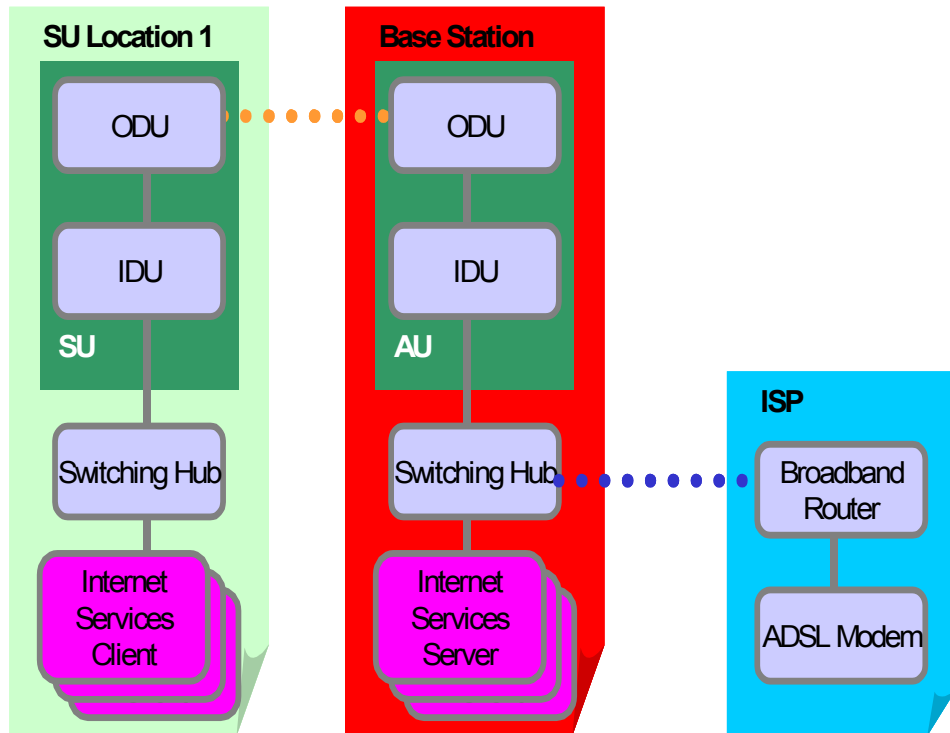 SU Location 1
ODU
IDU
SU
Switching Hub
Internet
Services
Client
Base Station
ODU
IDU
AU
Switching Hub
Internet
Services
Server
ISP
Broadband
Router
ADSL Modem